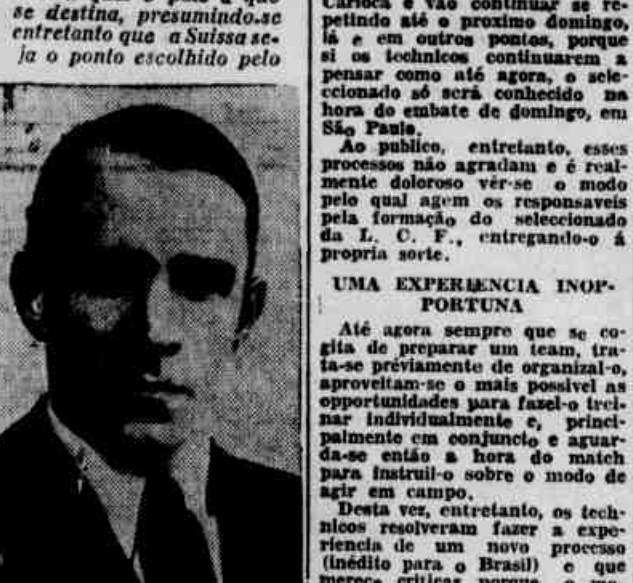 se destina, presumindo-se
entretanto que a Suissa se-
ja o ponto escolhido pelo
Carioca e vão continuar se re-
petindo até o proximo domingo,
lá e em outros pontos, porque
si os technicos continuarem a
pensar como até agora, o sele-
ccionado só será conhecido na
hora do embate de domingo, em
São Paulo.
Ao publico, entretanto, esses
processos não agradam e é real-
mente doloroso vêr-se o modo
pelo qual agem os responsaveis
pela formação do seleccionado
da L. C. F., entregando-o á
propria sorte.
UMA EXPERIENCIA INOP-
PORTUNA
Até agora sempre que se co-
gita de preparar um team, tra-
ta-se préviamente de organizal-o,
aproveitam-se o mais possivel as
opportunidades para fazel-o trei-
nar individualmente e, princi-
palmente em conjuncto e aguar-
da-se então a hora do match
para instruil-o sobre o modo de
agir em campo.
Desta vez, entretanto, os tech-
nicos resolveram fazer a expe-
riencia de um novo processo
(inédito para o Brasil) e que
merece criticas porque